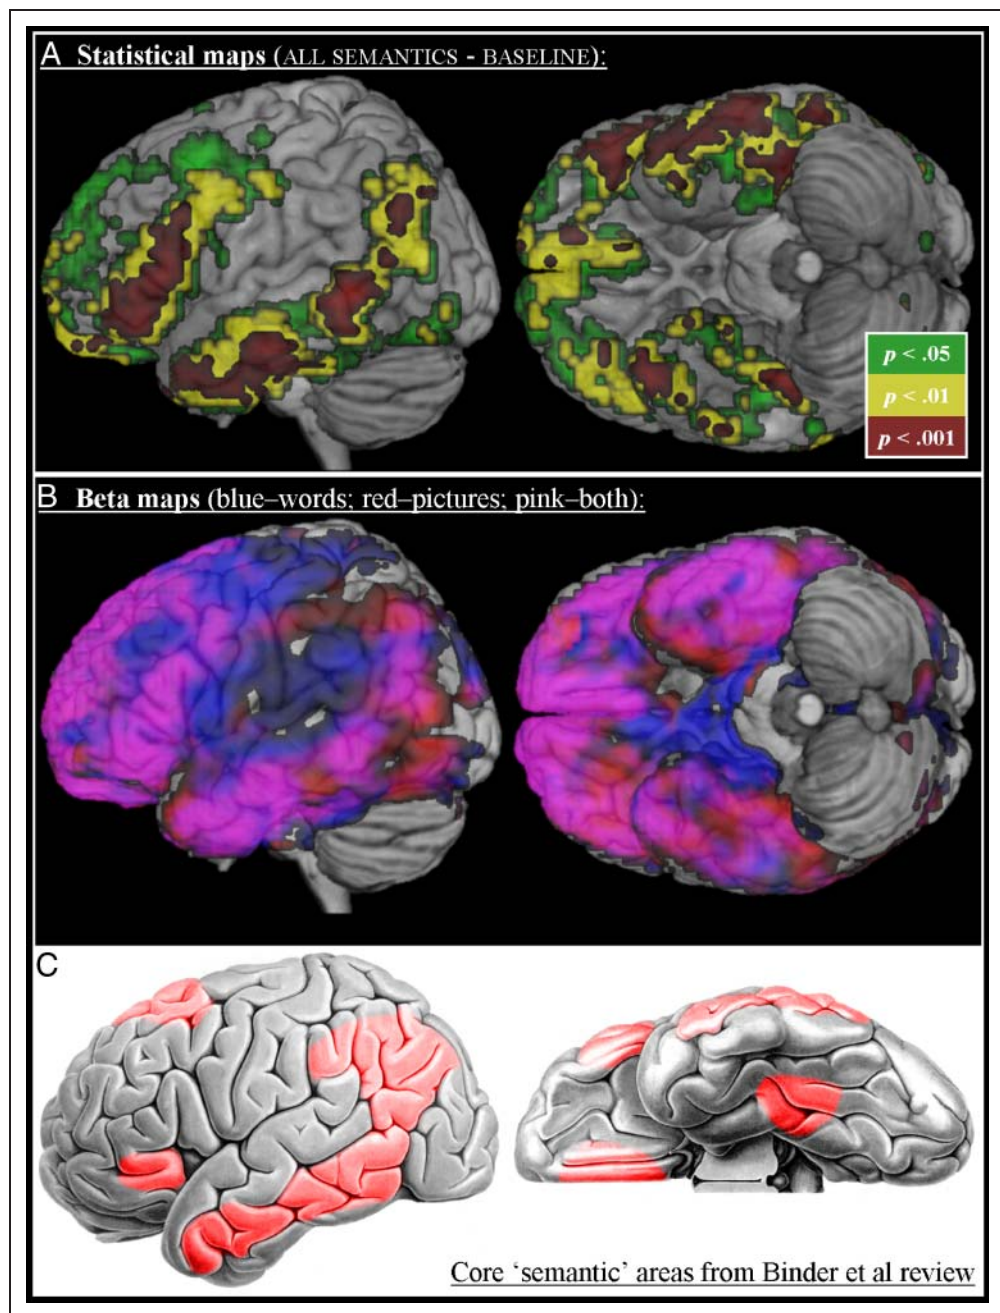 A Statistical maps (ALL SEMANTICS - BASELINE):
p < .05
p < .01
p < .001
B Beta maps (blue–words; red–pictures; pink–both):
C
Core ‘semantic’ areas from Binder et al review